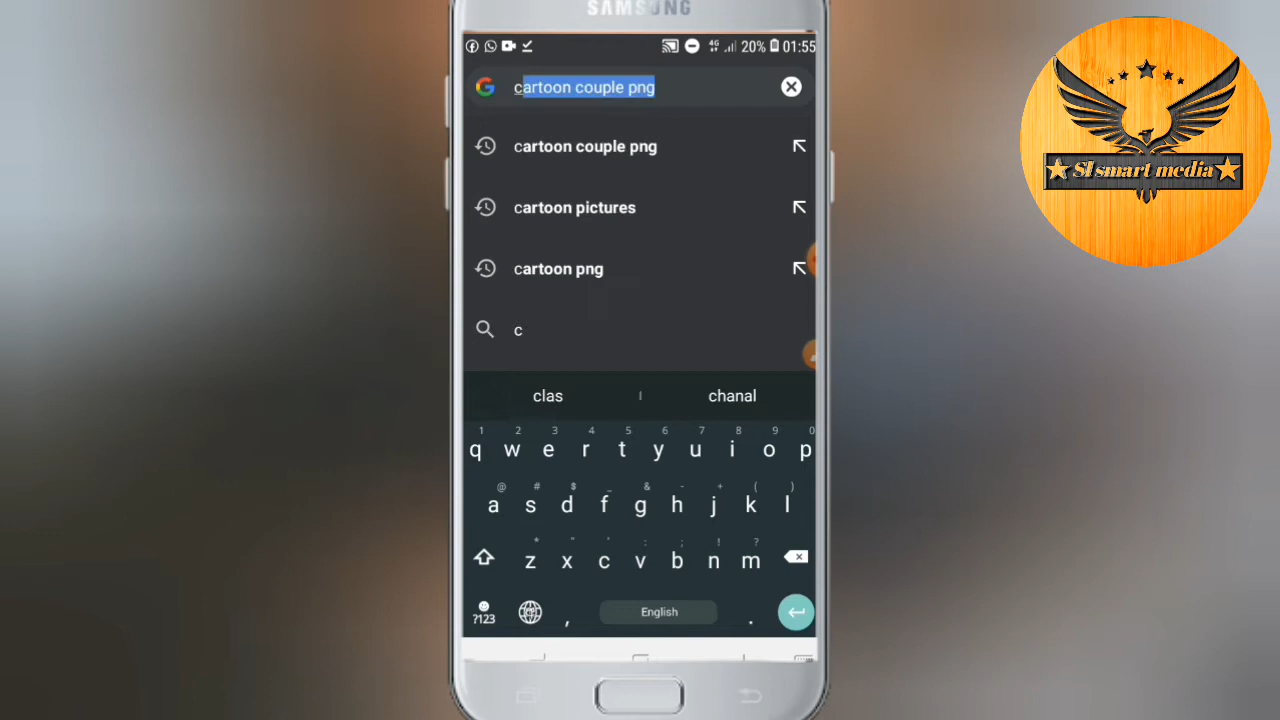 SAMSUNG
4G 20% 01:55
cartoon couple png
cartoon couple png
cartoon pictures
cartoon png
c
clas I chanal
1 2 3 4 5 6 7 8 9 0
q w e r t y u i o p
@ # $ _ & - + ( )
a s d f g h j k l
* " ' : ; ! ?
z x c v b n m
?123 , English .
SI smart media